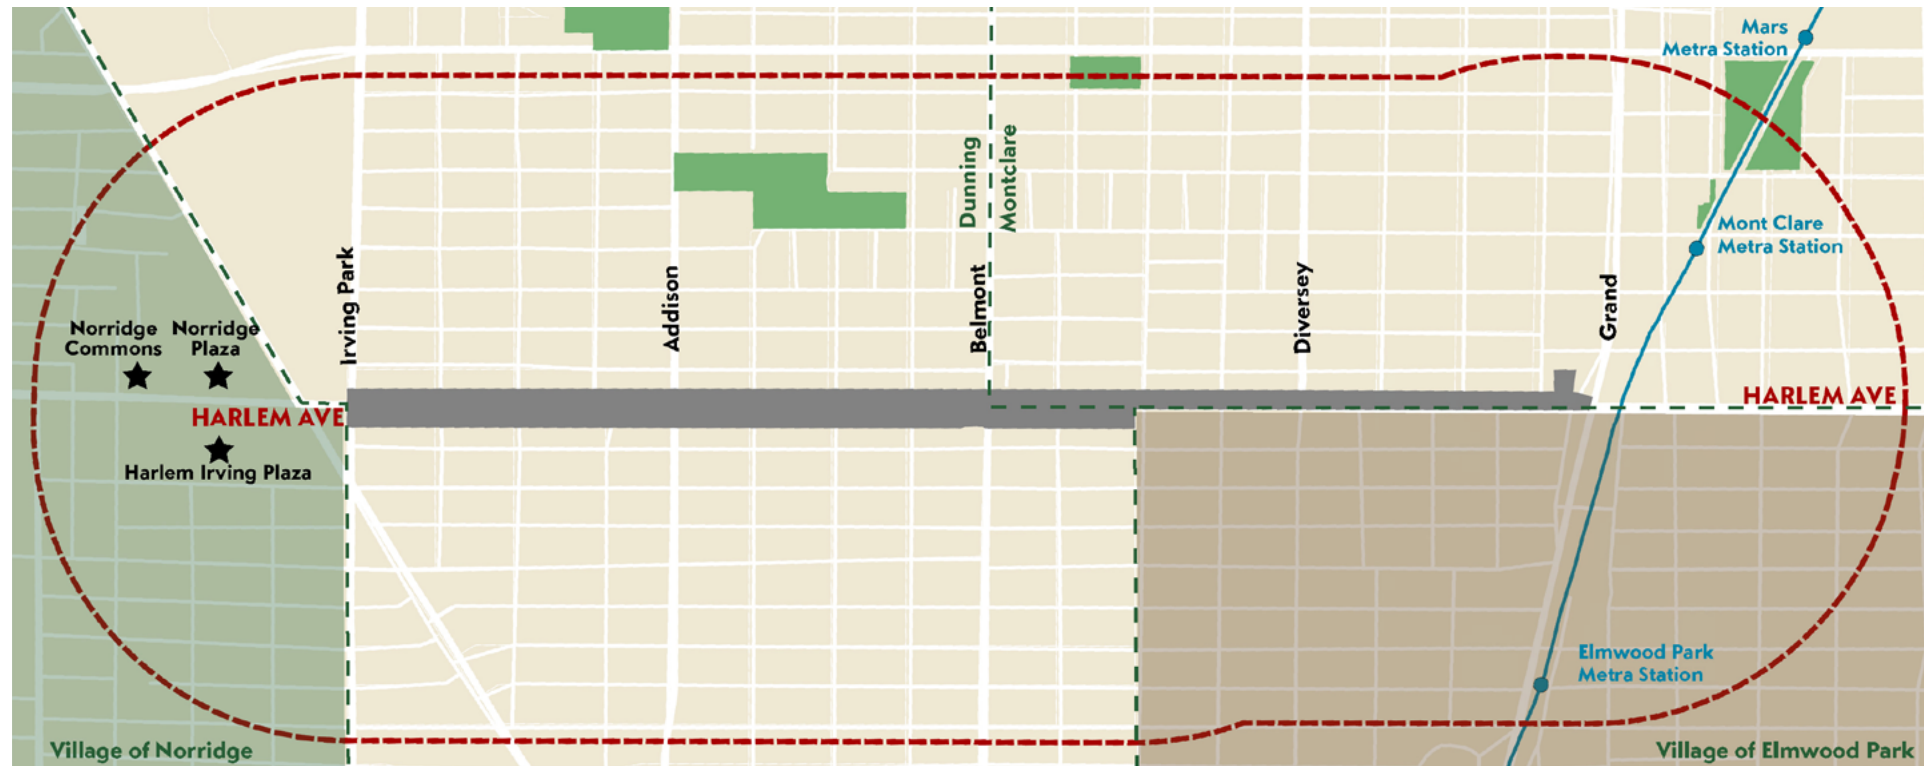 Mars
Metra Station
Dunning
Montclare
Mont Clare
Metra Station
Irving Park
Addison
Belmont
Diversey
Grand
Norridge
Commons
Norridge
Plaza
HARLEM AVE
HARLEM AVE
Harlem Irving Plaza
Elmwood Park
Metra Station
Village of Norridge
Village of Elmwood Park